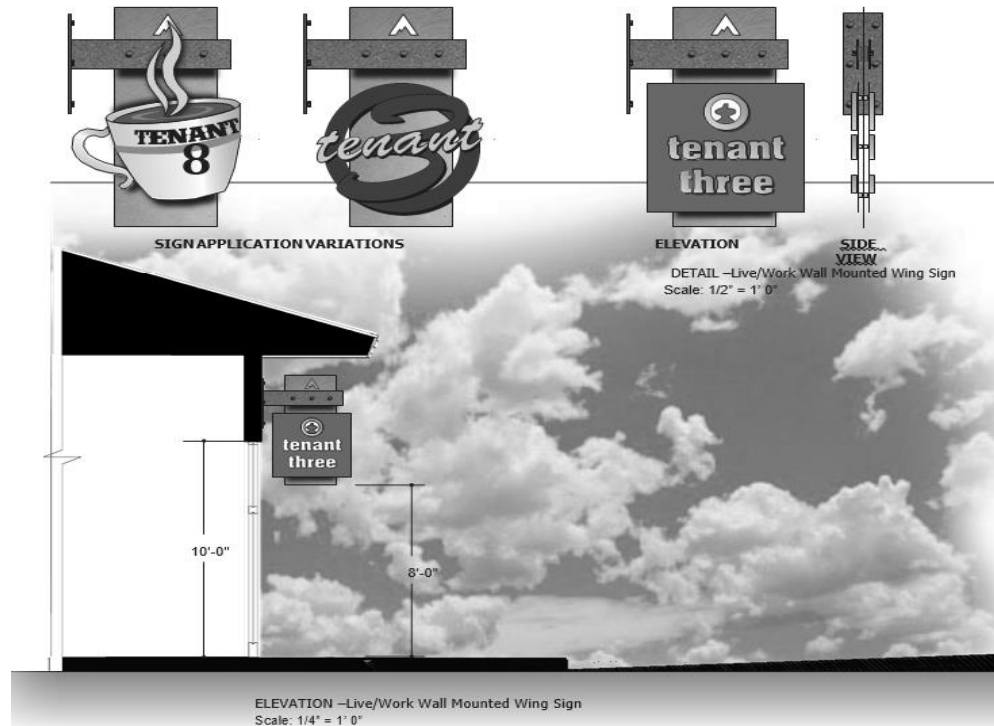 TENANT
8
tenant
tenant
three
SIGN APPLICATION VARIATIONS
ELEVATION
SIDE
VIEW
DETAIL –Live/Work Wall Mounted Wing Sign
Scale: 1/2" = 1' 0"
tenant
three
10'-0"
8'-0"
ELEVATION –Live/Work Wall Mounted Wing Sign
Scale: 1/4" = 1' 0"